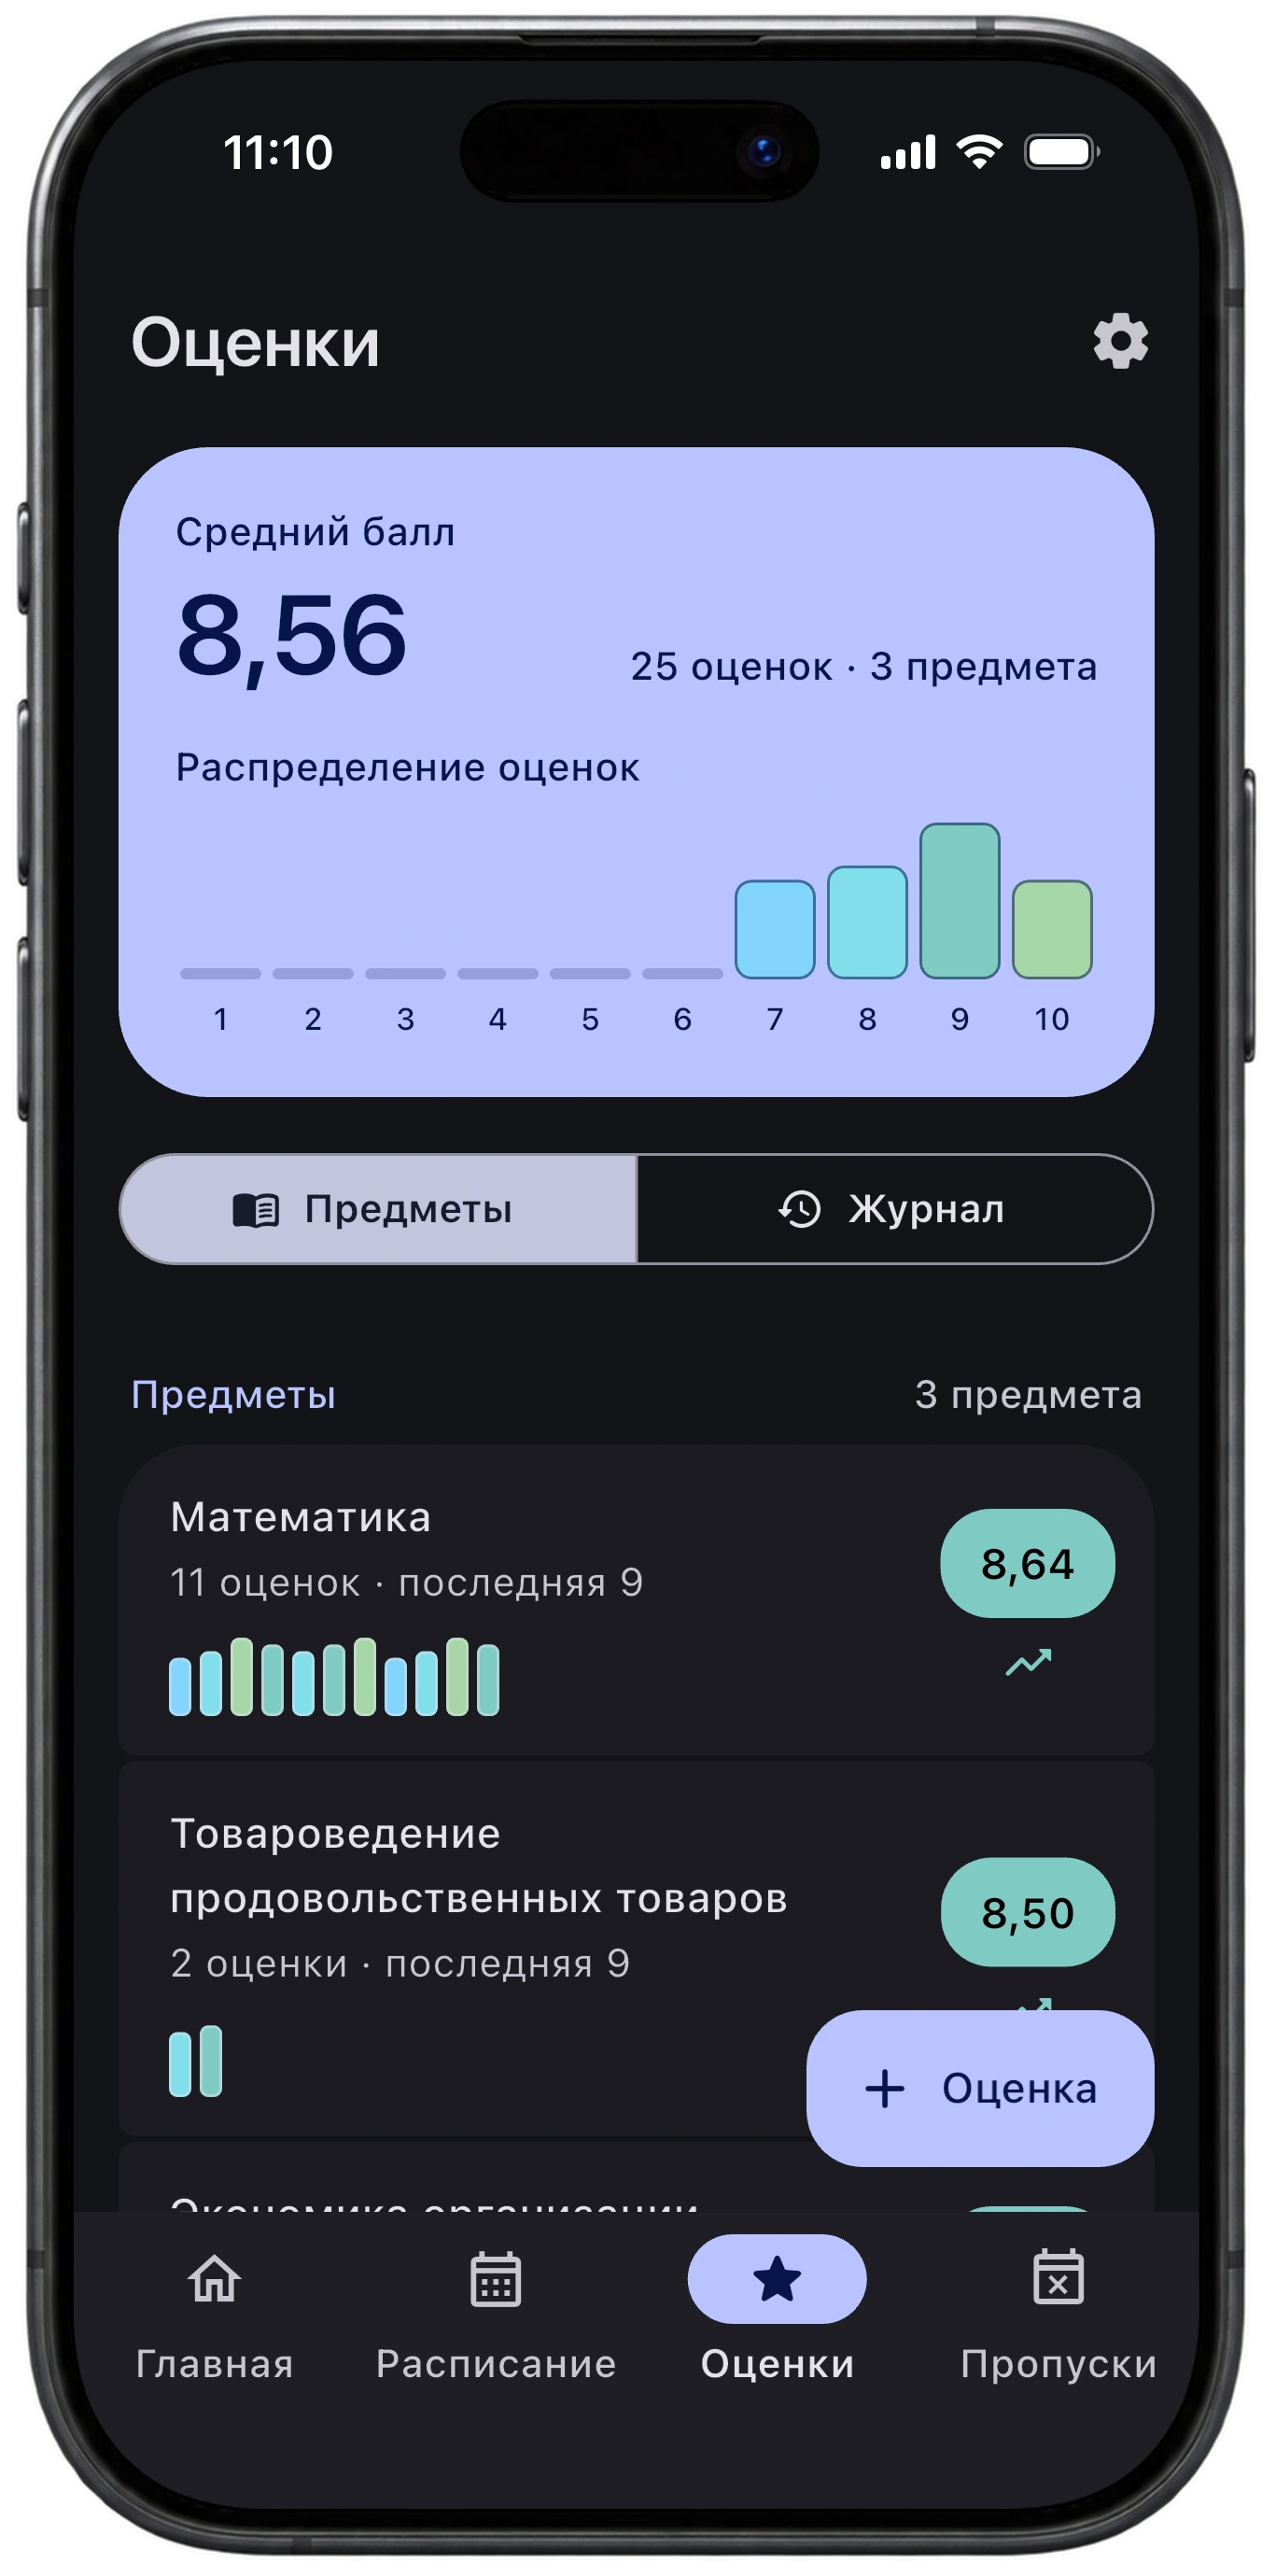 11:10
Оценки
Средний балл
8,56
25 оценок · 3 предмета
Распределение оценок
1 2 3 4 5 6 7 8 9 10
Предметы Журнал
Предметы 3 предмета
Математика
11 оценок · последняя 9
8,64
Товароведение
продовольственных товаров
2 оценки · последняя 9
8,50
Оценка
Экономика организации
Главная Расписание Оценки Пропуски